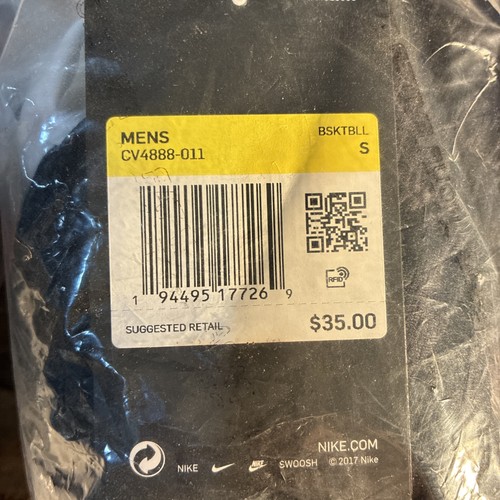 MENS
BSKTBLL
CV4888-011
S
RFID
1 94495 17726 9
SUGGESTED RETAIL
$35.00
NIKE.COM
NIKE
SWOOSH © 2017 Nike